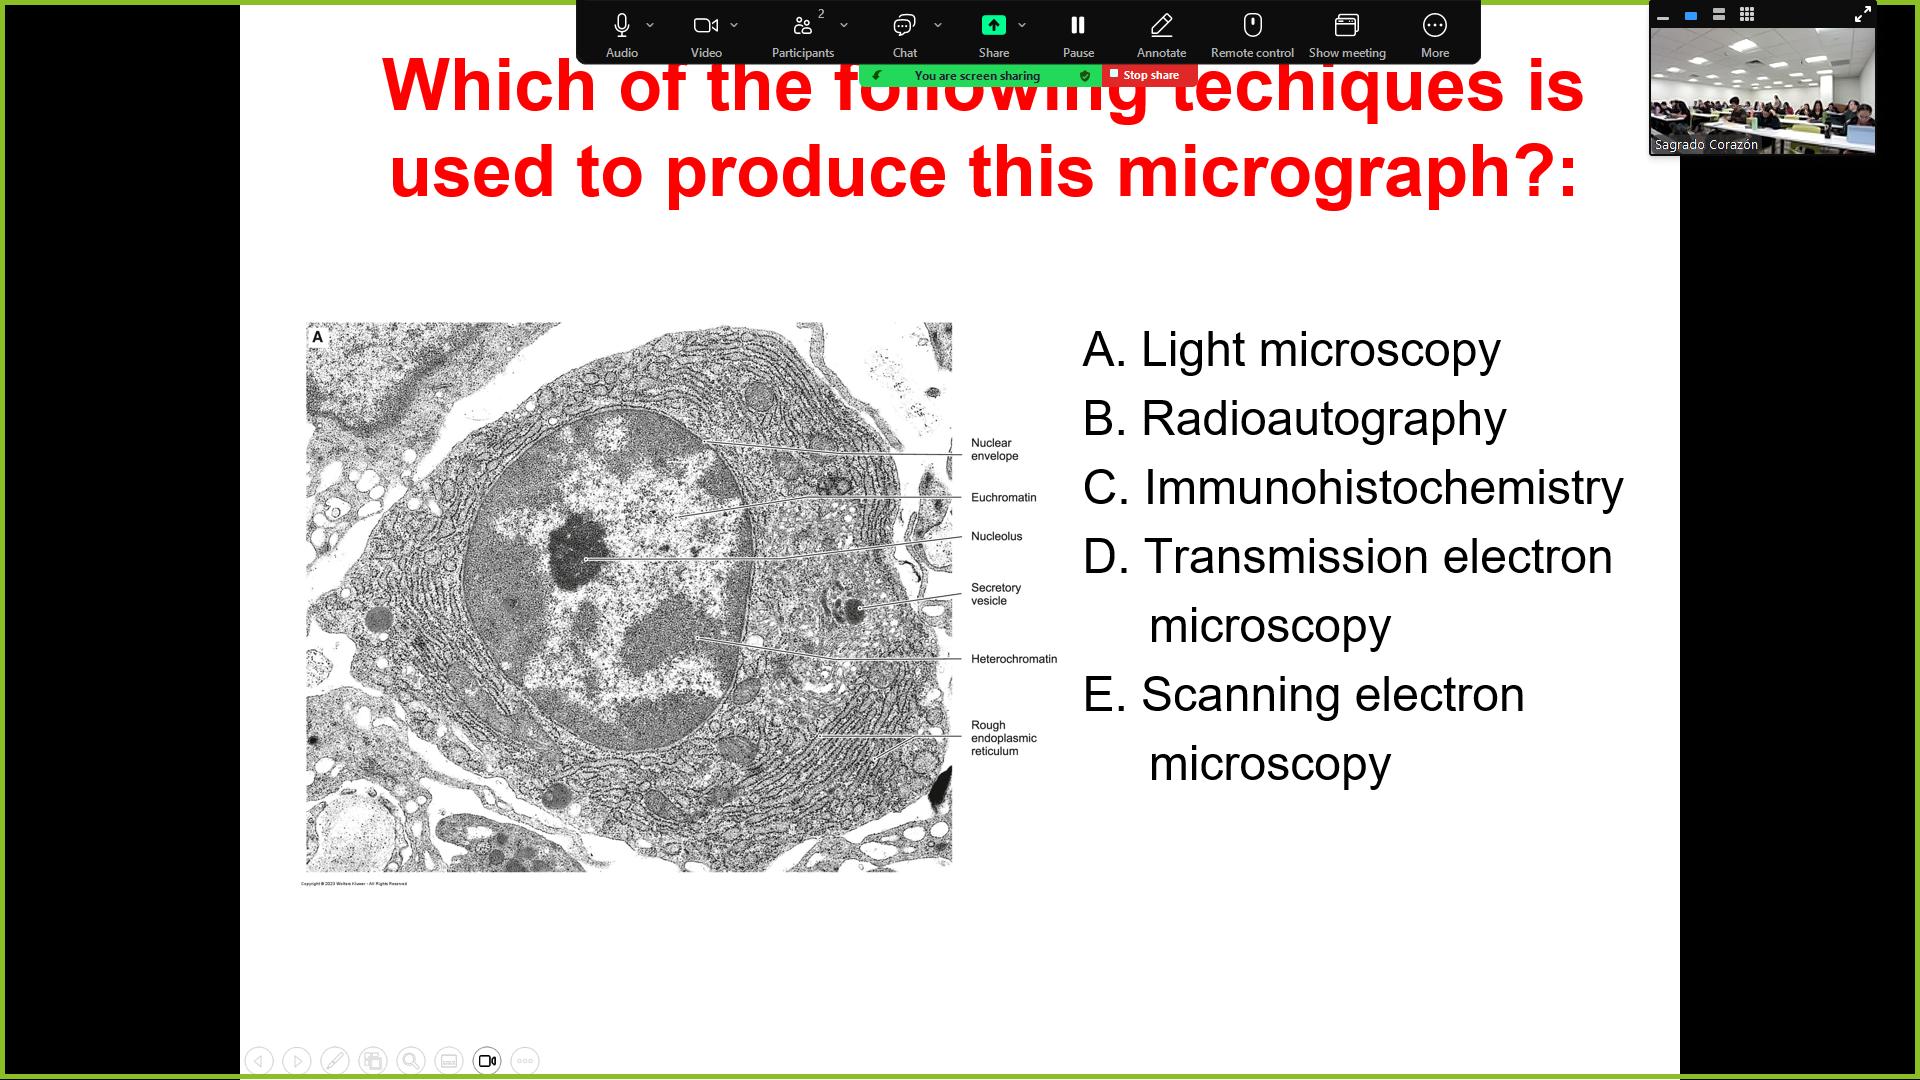 Audio
Video
2
Participants
Chat
Share
Pause
Annotate
Remote control
Show meeting
More
You are screen sharing
Stop share
Sagrado Corazón
Which of the following techiques is
used to produce this micrograph?:
A
Nuclear
envelope
Euchromatin
Nucleolus
Secretory
vesicle
Heterochromatin
Rough
endoplasmic
reticulum
Copyright © 2023 Wolters Kluwer - All Rights Reserved
A. Light microscopy
B. Radioautography
C. Immunohistochemistry
D. Transmission electron
microscopy
E. Scanning electron
microscopy